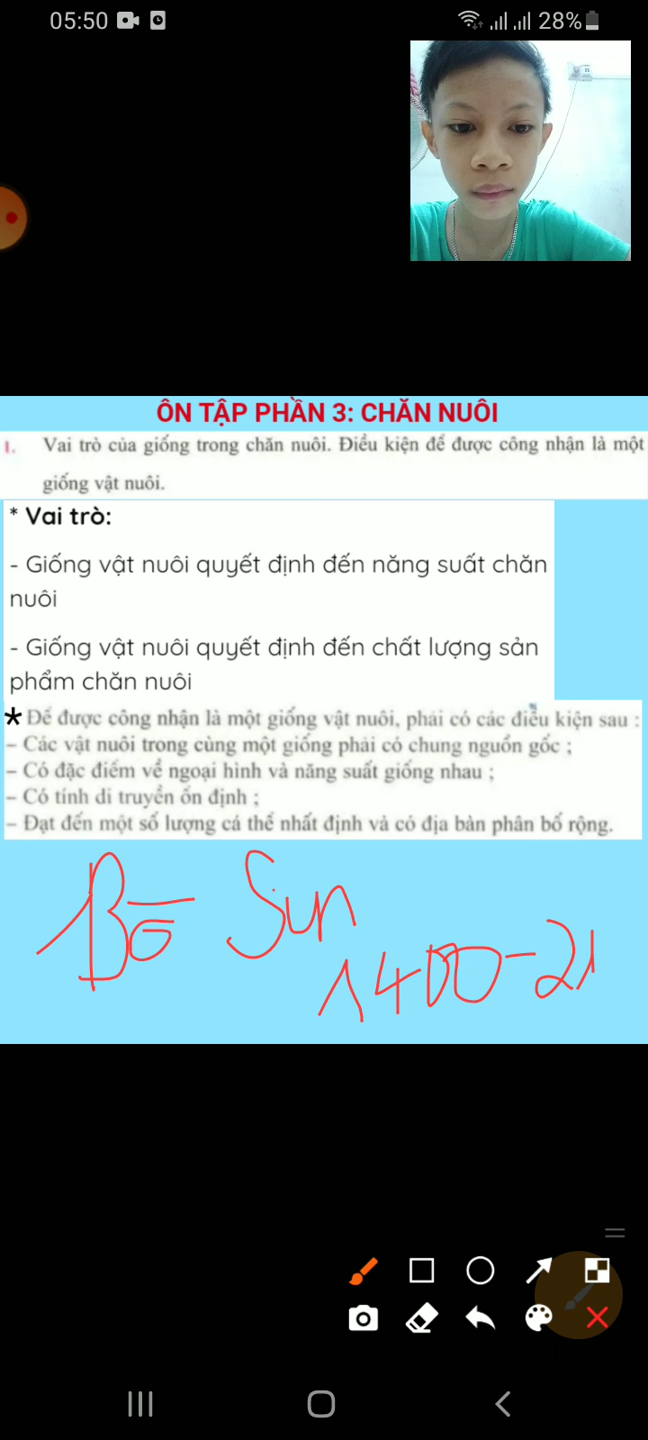 05:50
28%
ÔN TẬP PHẦN 3: CHĂN NUÔI
1. Vai trò của giống trong chăn nuôi. Điều kiện để được công nhận là một
giống vật nuôi.
* Vai trò:
- Giống vật nuôi quyết định đến năng suất chăn
nuôi
- Giống vật nuôi quyết định đến chất lượng sản
phẩm chăn nuôi
* Để được công nhận là một giống vật nuôi, phải có các điều kiện sau :
– Các vật nuôi trong cùng một giống phải có chung nguồn gốc ;
– Có đặc điểm về ngoại hình và năng suất giống nhau ;
– Có tính di truyền ổn định ;
– Đạt đến một số lượng cá thể nhất định và có địa bàn phân bố rộng.
Sun
1400-21